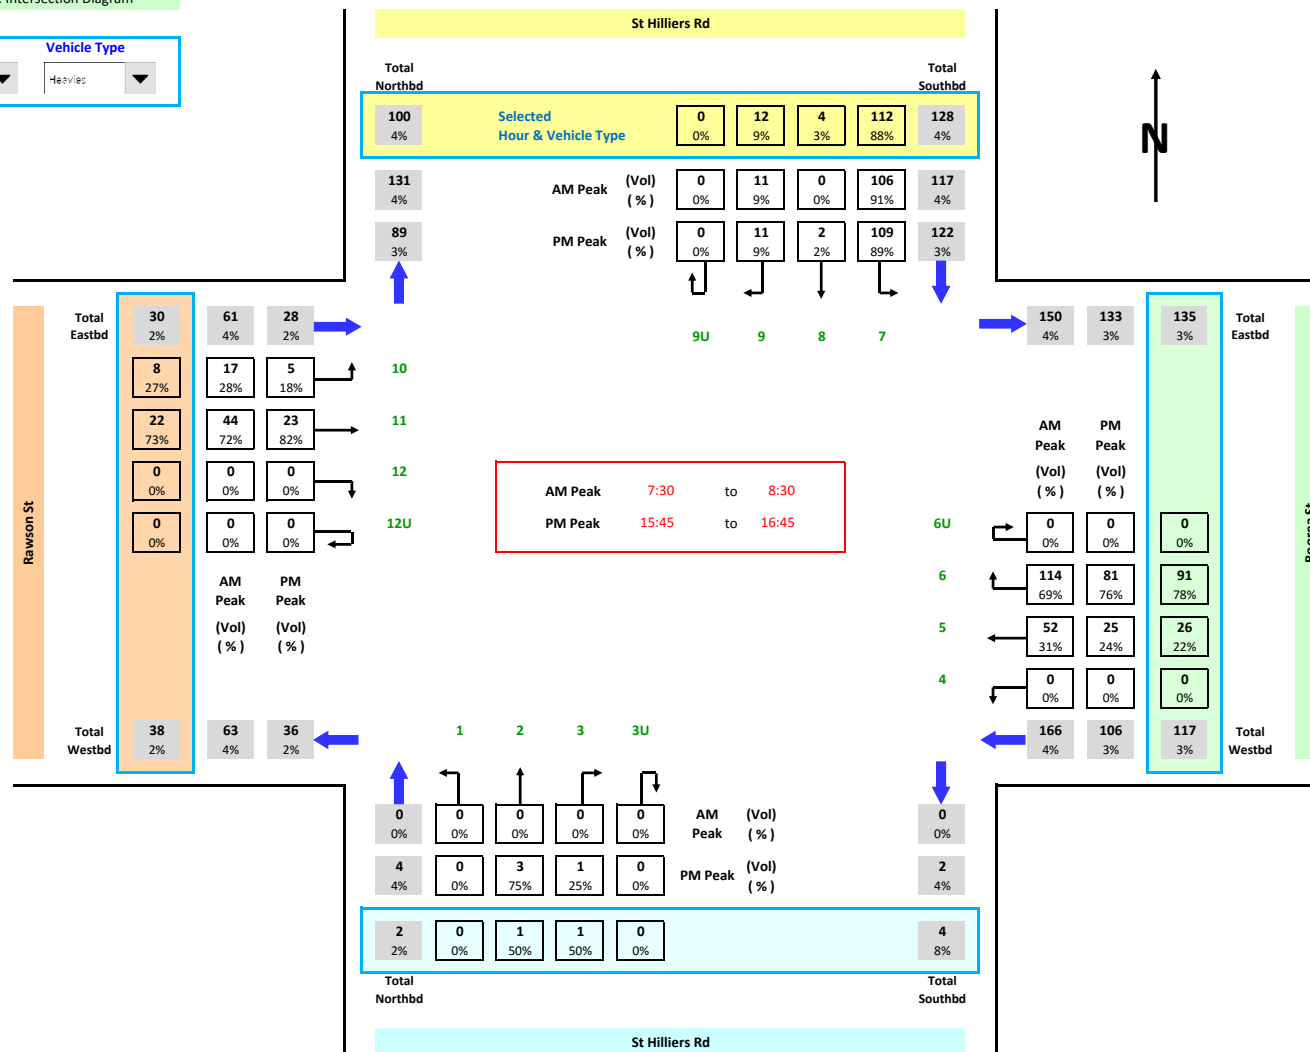 Intersection Diagram
Vehicle Type
Heavies
St Hilliers Rd
Total Northbd
Total Southbd
100 4%
Selected Hour & Vehicle Type
0 0%
12 9%
4 3%
112 88%
128 4%
131 4%
AM Peak (Vol) ( % )
0 0%
11 9%
0 0%
106 91%
117 4%
89 3%
PM Peak (Vol) ( % )
0 0%
11 9%
2 2%
109 89%
122 3%
N
9U 9 8 7
Rawson St
Total Eastbd
30 2%
61 4%
28 2%
8 27%
17 28%
5 18%
10
22 73%
44 72%
23 82%
11
0 0%
0 0%
0 0%
12
0 0%
0 0%
0 0%
12U
AM Peak (Vol) ( % )
PM Peak (Vol) ( % )
Total Westbd
38 2%
63 4%
36 2%
AM Peak 7:30 to 8:30
PM Peak 15:45 to 16:45
150 4%
133 3%
135 3%
Total Eastbd
AM Peak (Vol) ( % )
PM Peak (Vol) ( % )
6U
0 0%
0 0%
0 0%
6
114 69%
81 76%
91 78%
5
52 31%
25 24%
26 22%
4
0 0%
0 0%
0 0%
166 4%
106 3%
117 3%
Total Westbd
1 2 3 3U
0 0%
0 0%
0 0%
0 0%
0 0%
AM Peak (Vol) ( % )
0 0%
4 4%
0 0%
3 75%
1 25%
0 0%
PM Peak (Vol) ( % )
2 4%
2 2%
0 0%
1 50%
1 50%
0 0%
4 8%
Total Northbd
Total Southbd
St Hilliers Rd